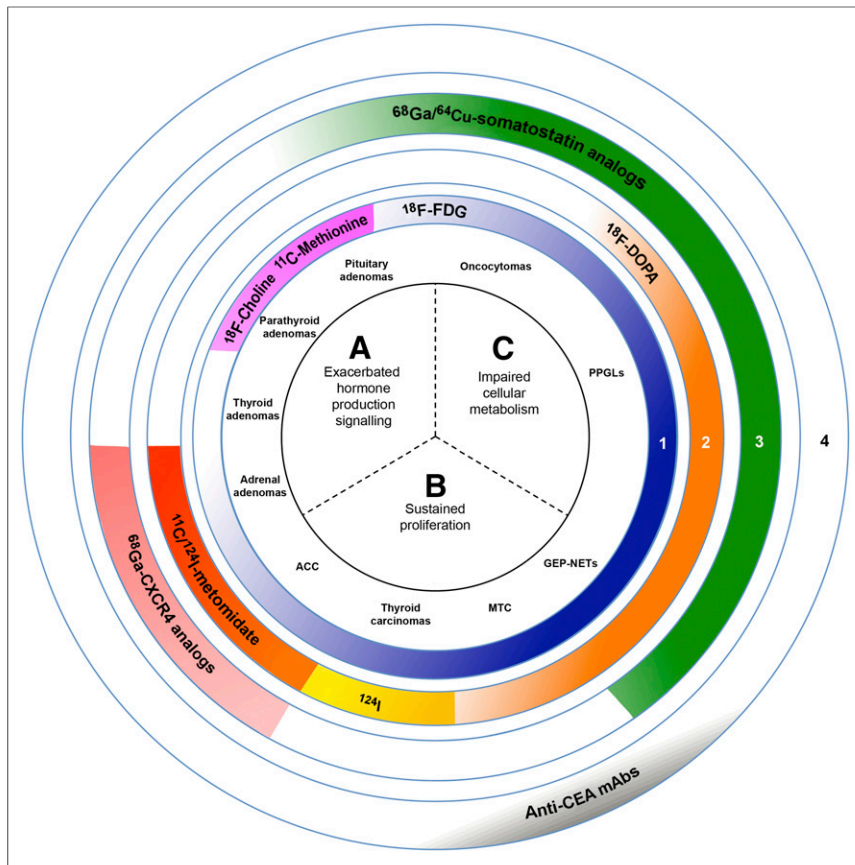 ⁶⁸Ga/⁶⁴Cu-somatostatin analogs
¹⁸F-FDG
¹⁸F-DOPA
¹⁸F-Choline ¹¹C-Methionine
Pituitary
adenomas
Oncocytomas
Parathyroid
adenomas
A
Exacerbated
hormone
production
signalling
C
Impaired
cellular
metabolism
PPGLs
Thyroid
adenomas
1
2
3
4
Adrenal
adenomas
B
Sustained
proliferation
ACC
GEP-NETs
Thyroid
carcinomas
MTC
¹¹C/¹²⁴I-metomidate
⁶⁸Ga-CXCR4 analogs
¹²⁴I
Anti-CEA mAbs